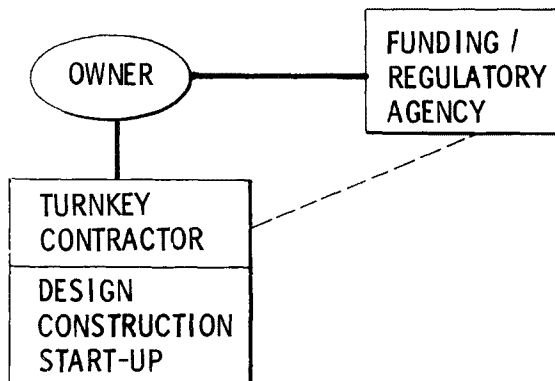 OWNER
FUNDING /
REGULATORY
AGENCY
TURNKEY
CONTRACTOR
DESIGN
CONSTRUCTION
START-UP